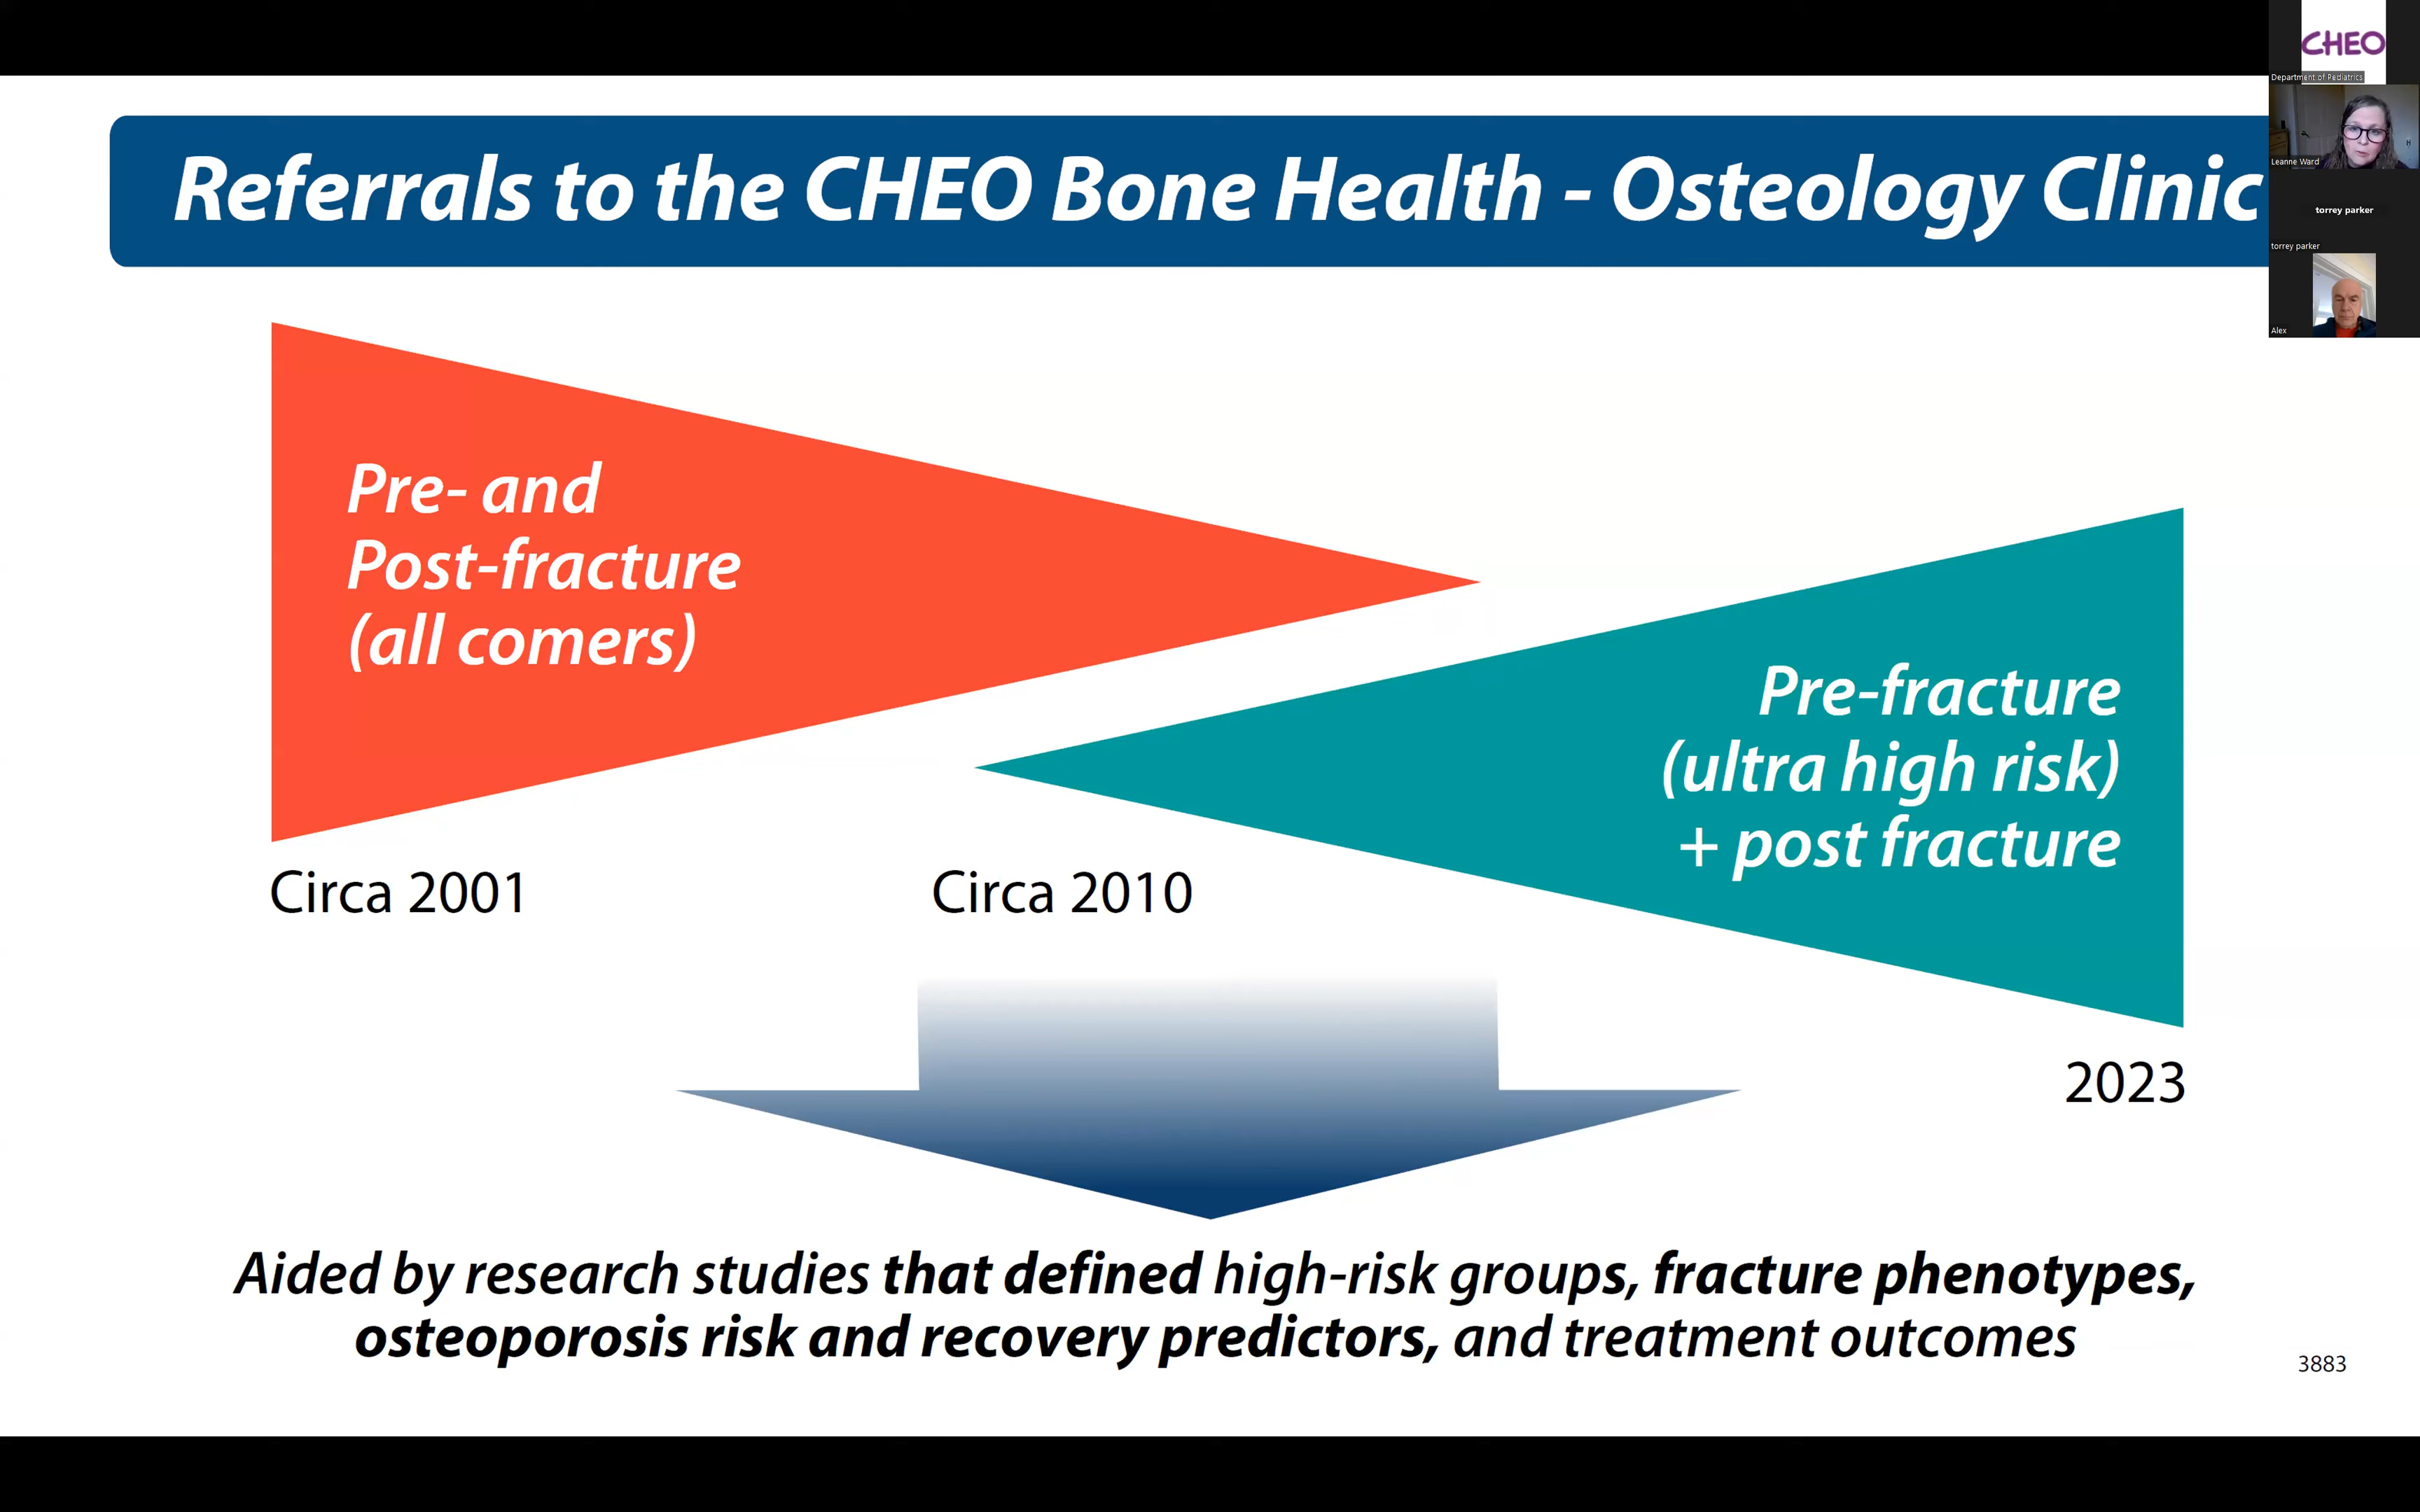 Referrals to the CHEO Bone Health - Osteology Clinic
CHEO
Department of Pediatrics
Leanne Ward
torrey parker
torrey parker
Alex
Pre- and
Post-fracture
(all comers)
Pre-fracture
(ultra high risk)
+ post fracture
Circa 2001
Circa 2010
2023
Aided by research studies that defined high-risk groups, fracture phenotypes,
osteoporosis risk and recovery predictors, and treatment outcomes
3883